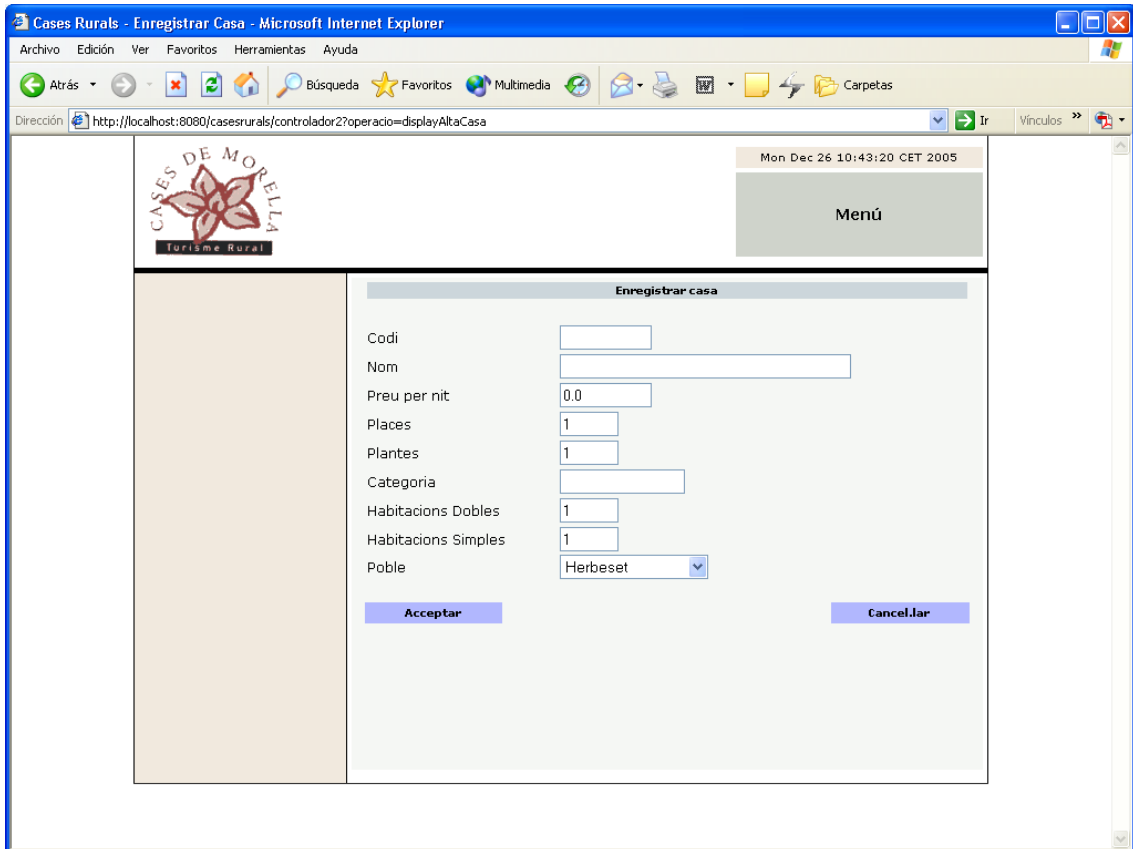 Cases Rurals - Enregistrar Casa - Microsoft Internet Explorer
Archivo Edición Ver Favoritos Herramientas Ayuda
Atrás Búsqueda Favoritos Multimedia Carpetas
Dirección http://localhost:8080/casesrurals/controlador2?operacio=displayAltaCasa Ir Vínculos »
CASES DE MORELLA
Turisme Rural
Mon Dec 26 10:43:20 CET 2005
Menú
Enregistrar casa
Codi
Nom
Preu per nit 0.0
Places 1
Plantes 1
Categoria
Habitacions Dobles 1
Habitacions Simples 1
Poble Herbeset
Acceptar Cancel.lar